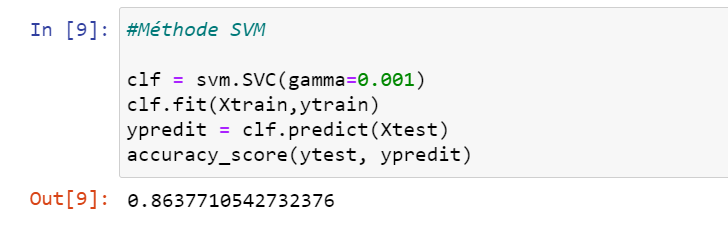 In [9]: #Méthode SVM
clf = svm.SVC(gamma=0.001)
clf.fit(Xtrain,ytrain)
ypredit = clf.predict(Xtest)
accuracy_score(ytest, ypredit)
Out[9]: 0.8637710542732376